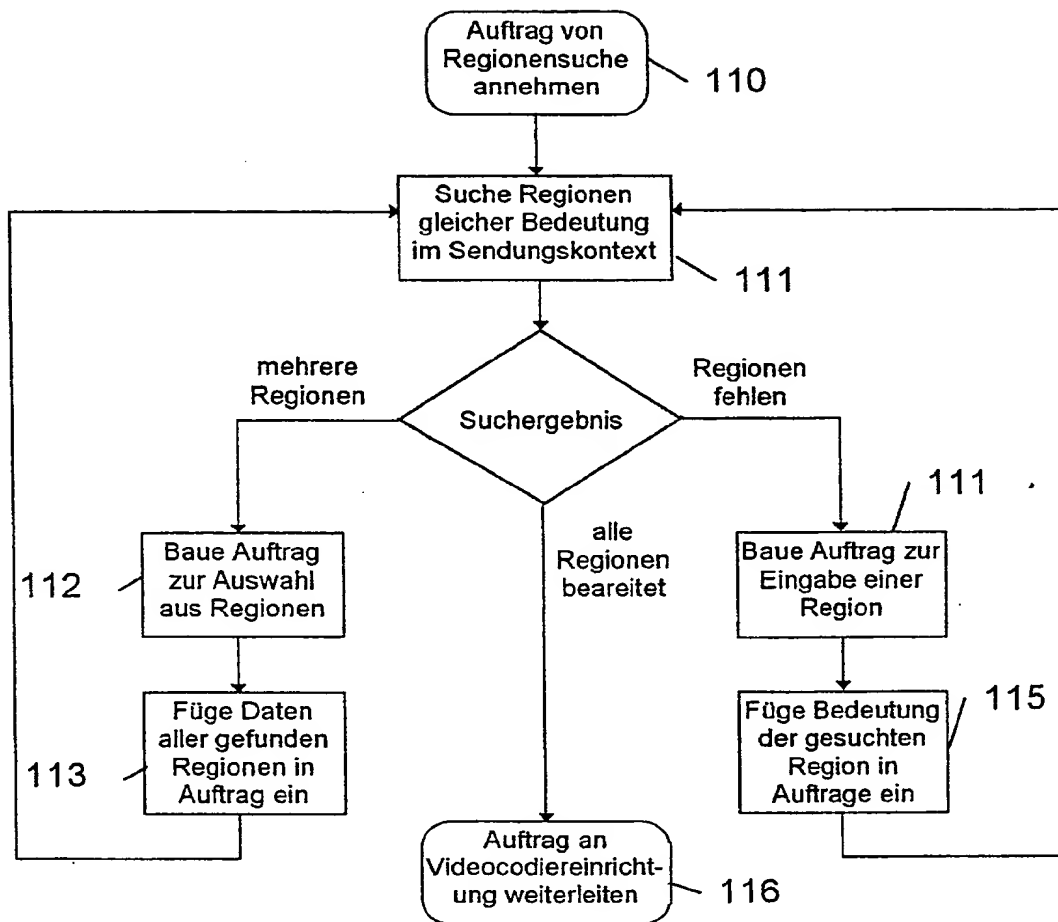 Auftrag von
Regionensuche
annehmen
110
Suche Regionen
gleicher Bedeutung
im Sendungskontext
111
mehrere
Regionen
Suchergebnis
Regionen
fehlen
111
alle
Regionen
beareitet
Baue Auftrag
zur Auswahl
aus Regionen
112
Baue Auftrag zur
Eingabe einer
Region
Füge Daten
aller gefunden
Regionen in
Auftrag ein
113
Füge Bedeutung
der gesuchten
Region in
Auftrage ein
115
Auftrag an
Videocodiereinricht-
ung weiterleiten
116